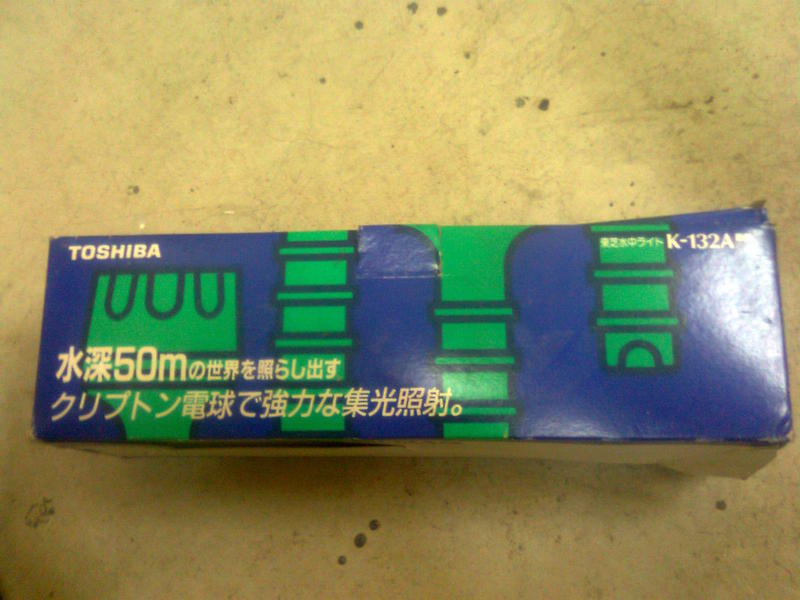 TOSHIBA
東芝水中ライト K-132A
水深50mの世界を照らし出す
クリプトン電球で強力な集光照射。